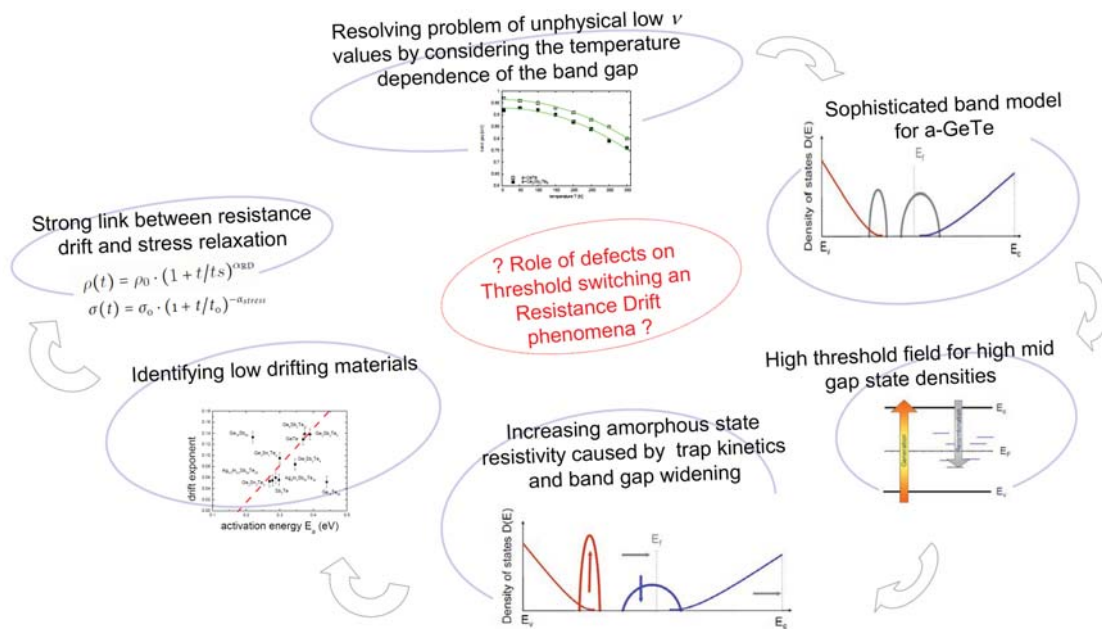 Resolving problem of unphysical low ν
values by considering the temperature
dependence of the band gap
temperature T (K)
Sophisticated band model
for a-GeTe
Density of states D(E)
E_f
E_v
E_c
Strong link between resistance
drift and stress relaxation
ρ(t) = ρ₀ · (1 + t/ts)^αRD
σ(t) = σ₀ · (1 + t/t₀)^−αstress
? Role of defects on
Threshold switching an
Resistance Drift
phenomena ?
High threshold field for high mid
gap state densities
Generation
Recombination
E_c
E_F
E_v
Identifying low drifting materials
drift exponent
GeTe
activation energy E_a (eV)
Increasing amorphous state
resistivity caused by trap kinetics
and band gap widening
Density of states D(E)
E_f
E_v
E_c